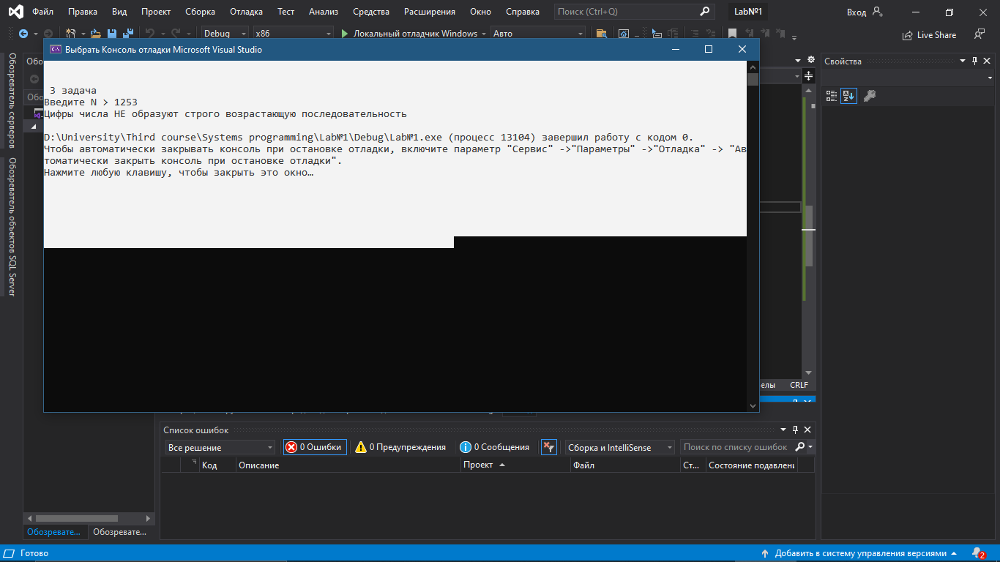 Файл Правка Вид Проект Сборка Отладка Тест Анализ Средства Расширения Окно Справка Поиск (Ctrl+Q) Lab№1 Вход
Debug x86 Локальный отладчик Windows Авто Live Share
Выбрать Консоль отладки Microsoft Visual Studio
Обозреватель серверов
Обозреватель объектов SQL Server
Свойства
3 задача
Введите N > 1253
Цифры числа НЕ образуют строго возрастающую последовательность
D:\University\Third course\Systems programming\Lab№1\Debug\Lab№1.exe (процесс 13104) завершил работу с кодом 0.
Чтобы автоматически закрывать консоль при остановке отладки, включите параметр "Сервис" ->"Параметры" ->"Отладка" -> "Ав
томатически закрыть консоль при остановке отладки".
Нажмите любую клавишу, чтобы закрыть это окно…
елы CRLF
Список ошибок
Все решение 0 Ошибки 0 Предупреждения 0 Сообщения Сборка и IntelliSense Поиск по списку ошибок
Код Описание Проект Файл Ст... Состояние подавлени
Обозревате... Обозревате...
Готово Добавить в систему управления версиями 2